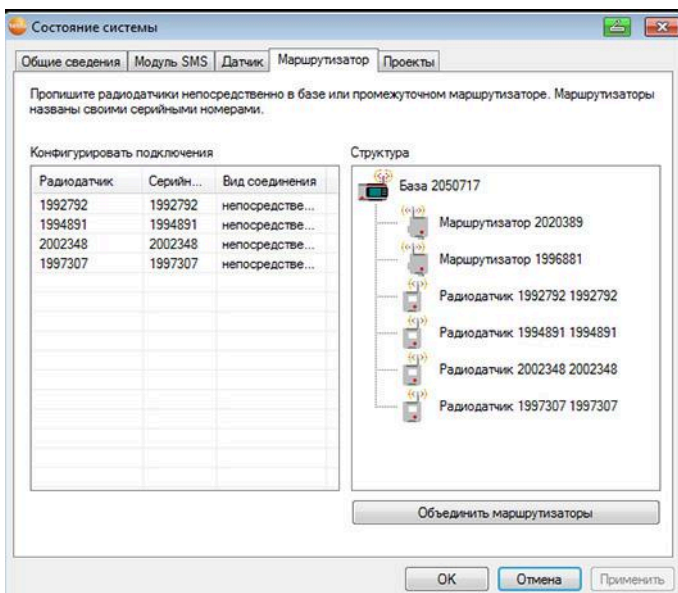 Состояние системы
Общие сведения Модуль SMS Датчик Маршрутизатор Проекты
Пропишите радиодатчики непосредственно в базе или промежуточном маршрутизаторе. Маршрутизаторы
названы своими серийными номерами.
Конфигурировать подключения
Радиодатчик Серийн... Вид соединения
1992792 1992792 непосредстве...
1994891 1994891 непосредстве...
2002348 2002348 непосредстве...
1997307 1997307 непосредстве...
Структура
База 2050717
Маршрутизатор 2020389
Маршрутизатор 1996881
Радиодатчик 1992792 1992792
Радиодатчик 1994891 1994891
Радиодатчик 2002348 2002348
Радиодатчик 1997307 1997307
Объединить маршрутизаторы
OK Отмена Применить